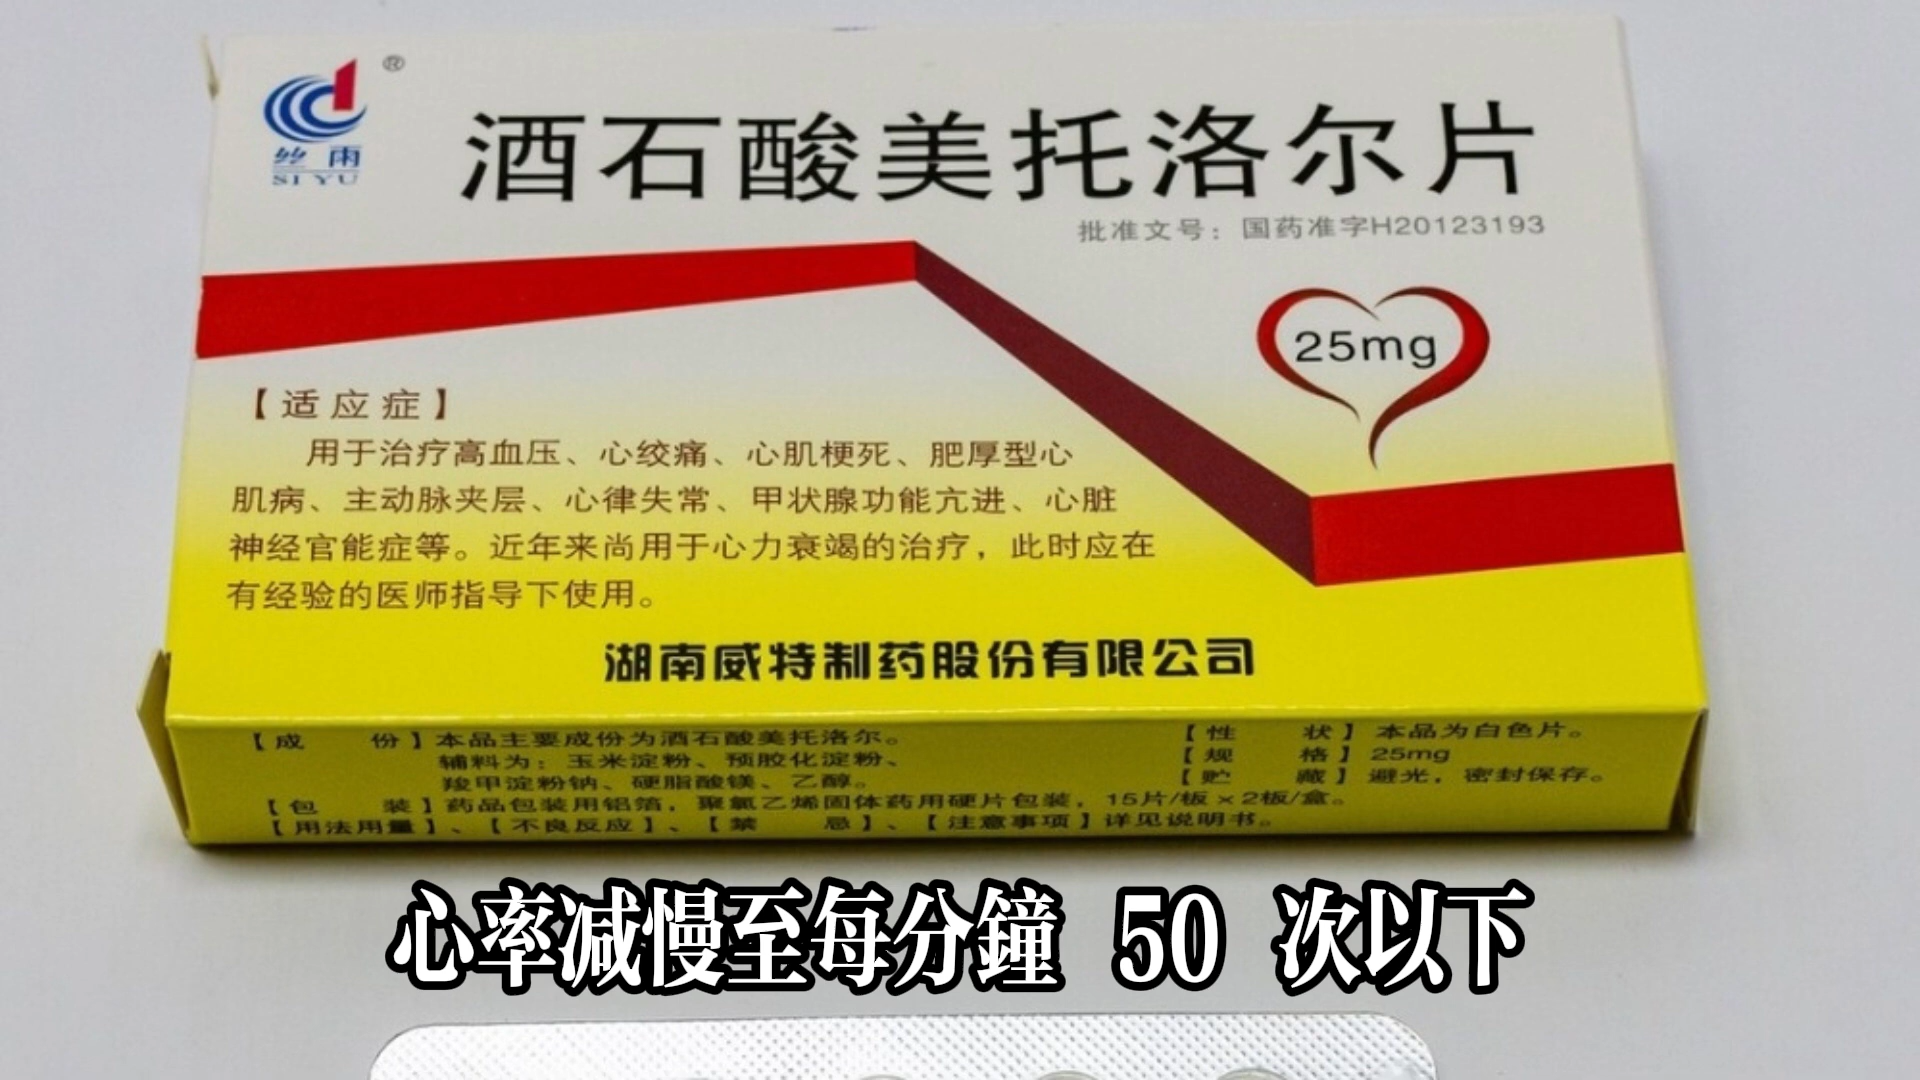 ®
丝雨
SI YU
酒石酸美托洛尔片
批准文号：国药准字H20123193
25mg
【适应症】
用于治疗高血压、心绞痛、心肌梗死、肥厚型心
肌病、主动脉夹层、心律失常、甲状腺功能亢进、心脏
神经官能症等。近年来尚用于心力衰竭的治疗，此时应在
有经验的医师指导下使用。
湖南威特制药股份有限公司
【成 份】本品主要成份为酒石酸美托洛尔。
辅料为：玉米淀粉、预胶化淀粉、
羧甲淀粉钠、硬脂酸镁、乙醇。
【性 状】本品为白色片。
【规 格】25mg
【贮 藏】避光，密封保存。
【包 装】药品包装用铝箔，聚氯乙烯固体药用硬片包装，15片/板×2板/盒。
【用法用量】、【不良反应】、【禁 忌】、【注意事项】详见说明书。
心率减慢至每分鐘 50 次以下